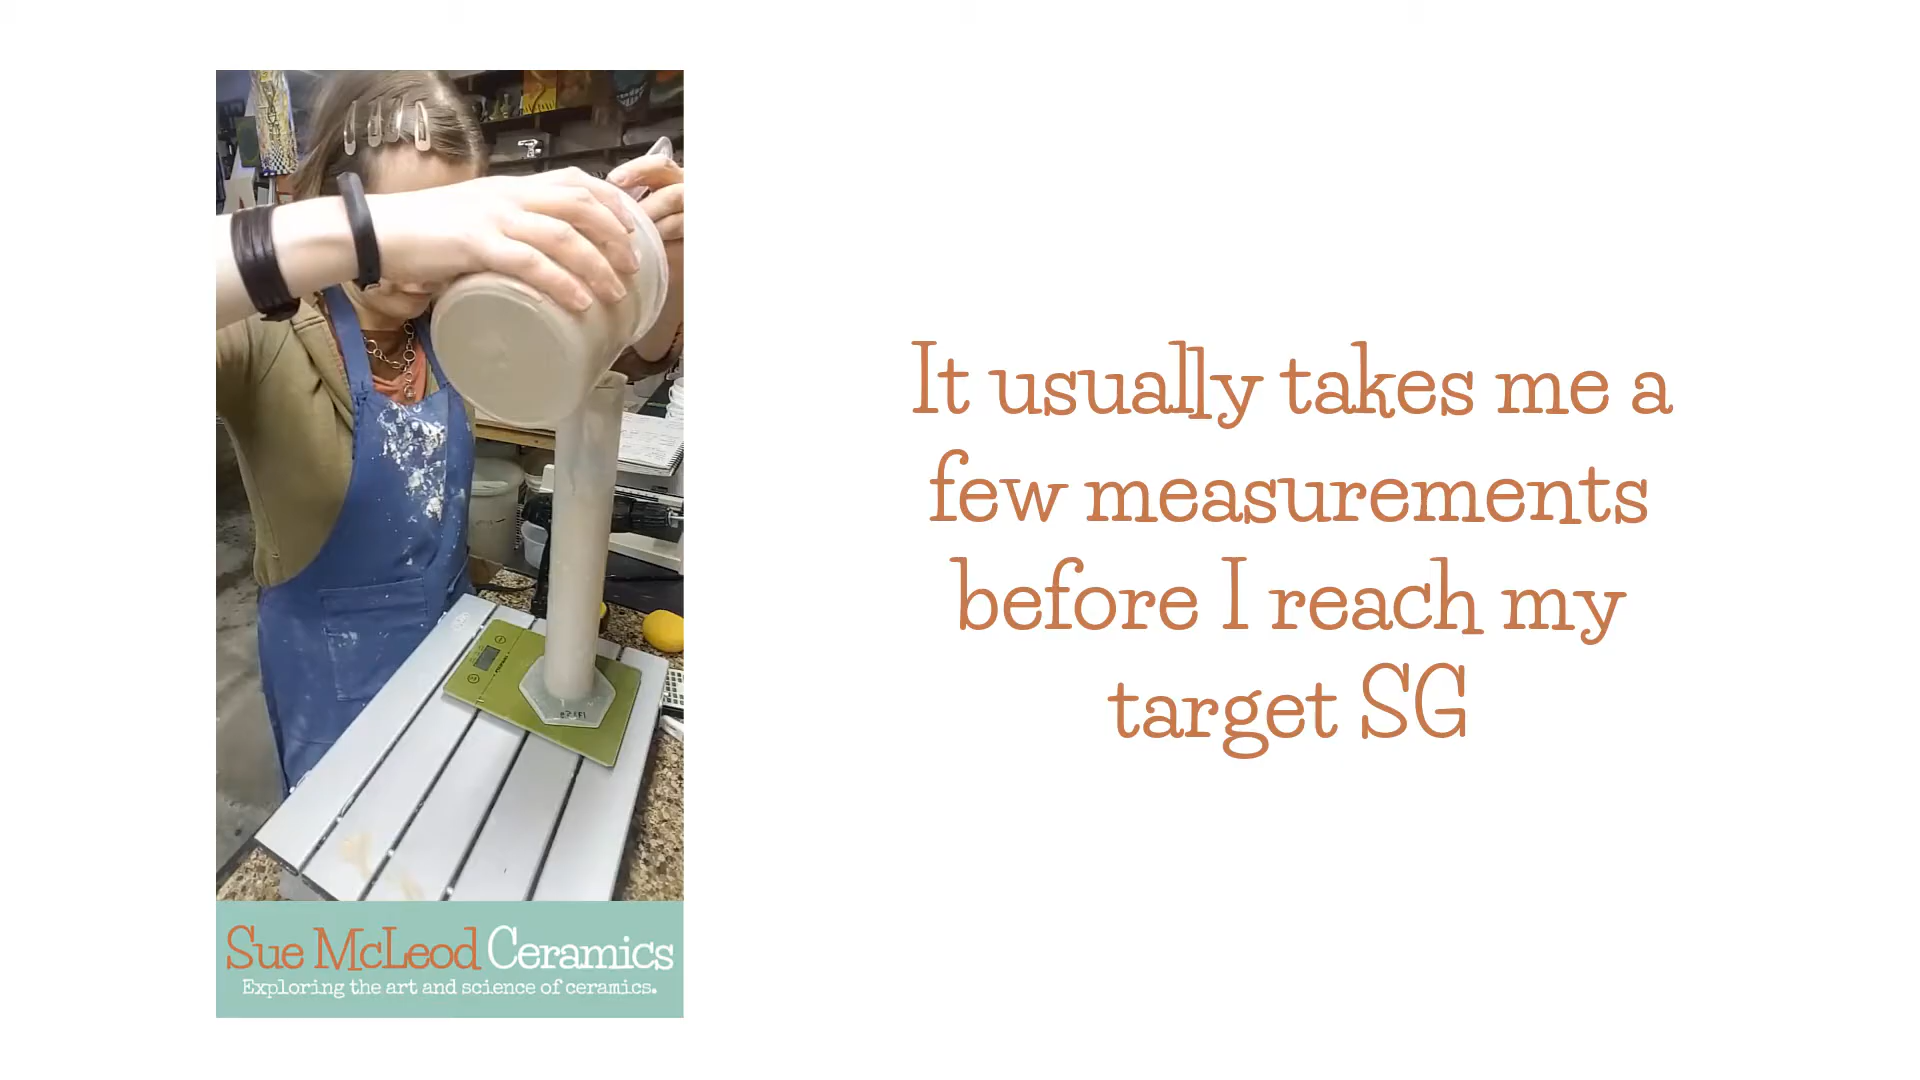 It usually takes me a
few measurements
before I reach my
target SG
Sue McLeod Ceramics
Exploring the art and science of ceramics.